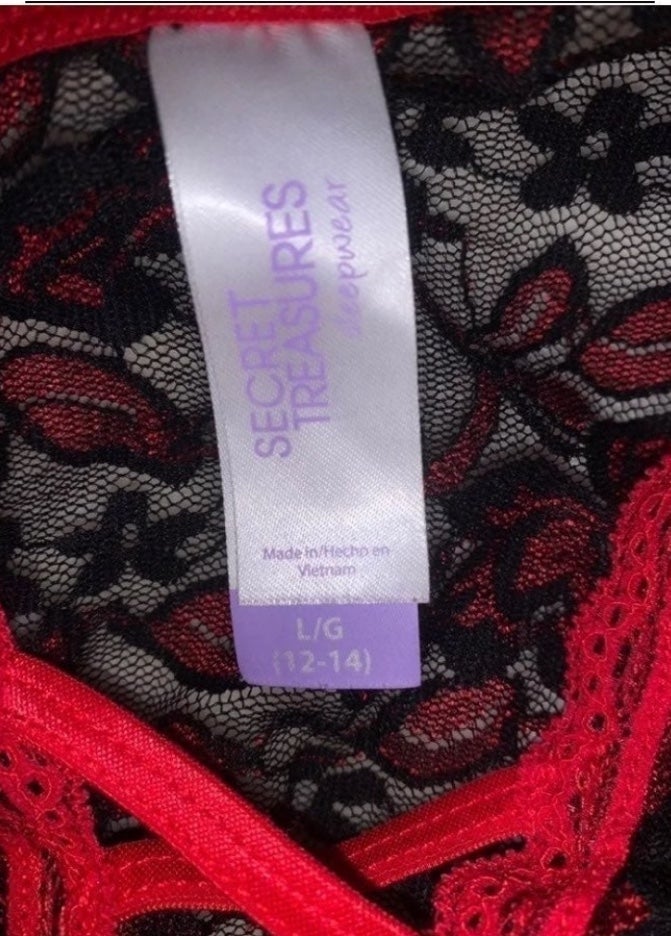 SECRET
TREASURES
sleepwear
Made in/Hecho en
Vietnam
L/G
(12-14)